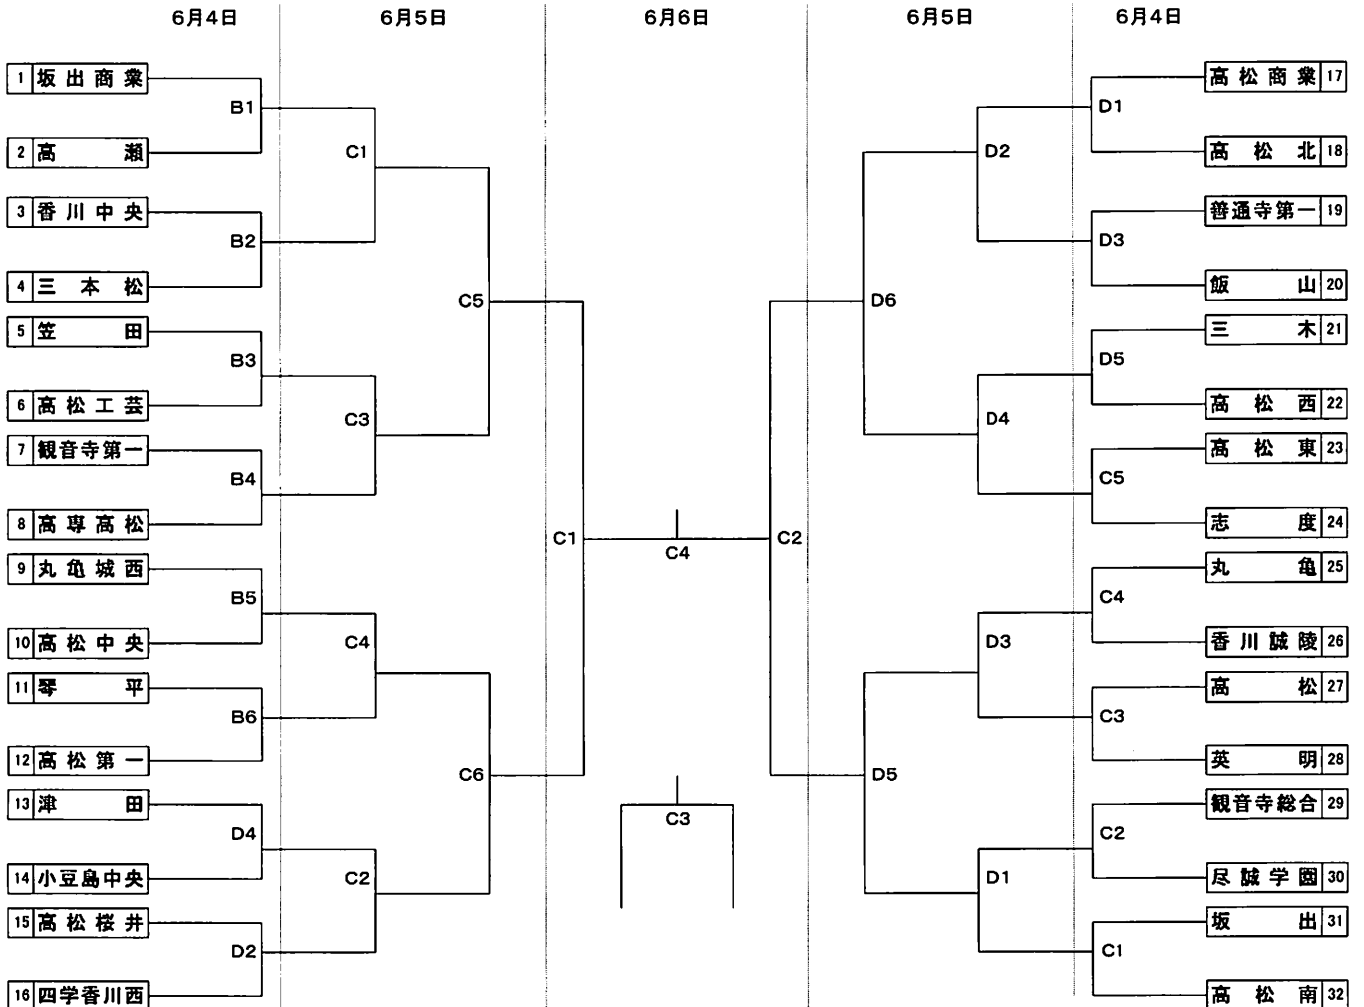 6月4日 6月5日 6月6日 6月5日 6月4日
1 坂出商業
B1
2 高瀬
C1
3 香川中央
B2
4 三本松
C5
5 笠田
B3
6 高松工芸
C3
7 観音寺第一
B4
8 高専高松
C1
9 丸亀城西
B5
10 高松中央
C4
11 琴平
B6
12 高松第一
C6
13 津田
D4
14 小豆島中央
C2
15 高松桜井
D2
16 四学香川西
C4
C3
C2
高松商業 17
D1
高松北 18
D2
善通寺第一 19
D3
飯山 20
D6
三木 21
D5
高松西 22
D4
高松東 23
C5
志度 24
丸亀 25
C4
香川誠陵 26
D3
高松 27
C3
英明 28
D5
観音寺総合 29
C2
尽誠学園 30
D1
坂出 31
C1
高松南 32